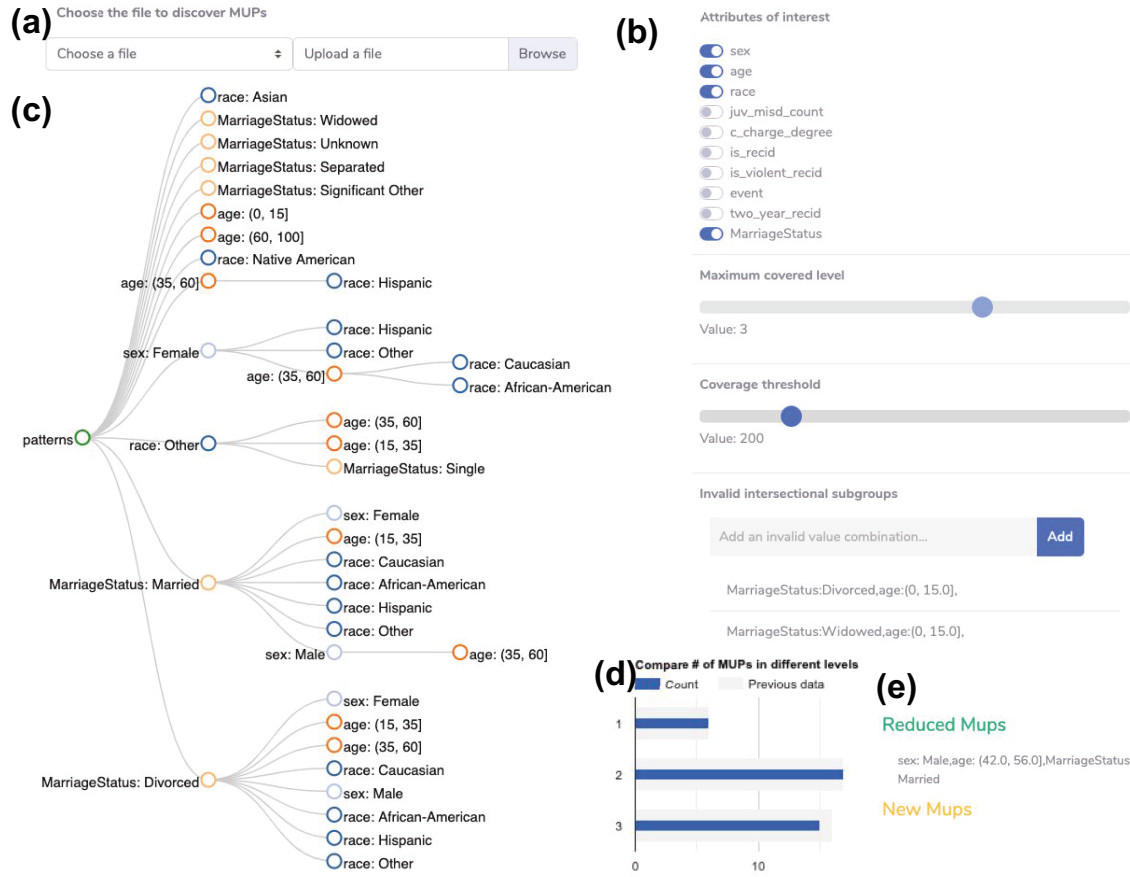 (a)
Choose the file to discover MUPs
Choose a file
Upload a file
Browse
(b)
Attributes of interest
sex
age
race
juv_misd_count
c_charge_degree
is_recid
is_violent_recid
event
two_year_recid
MarriageStatus
Maximum covered level
Value: 3
Coverage threshold
Value: 200
Invalid intersectional subgroups
Add an invalid value combination...
Add
MarriageStatus:Divorced,age:(0, 15.0],
MarriageStatus:Widowed,age:(0, 15.0],
(c)
patterns
race: Asian
MarriageStatus: Widowed
MarriageStatus: Unknown
MarriageStatus: Separated
MarriageStatus: Significant Other
age: (0, 15]
age: (60, 100]
race: Native American
age: (35, 60]
race: Hispanic
sex: Female
race: Hispanic
race: Other
age: (35, 60]
race: Caucasian
race: African-American
race: Other
age: (35, 60]
age: (15, 35]
MarriageStatus: Single
MarriageStatus: Married
sex: Female
age: (15, 35]
race: Caucasian
race: African-American
race: Hispanic
race: Other
sex: Male
age: (35, 60]
MarriageStatus: Divorced
sex: Female
age: (15, 35]
age: (35, 60]
race: Caucasian
sex: Male
race: African-American
race: Hispanic
race: Other
(d)
Compare # of MUPs in different levels
Count
Previous data
1
2
3
0
10
(e)
Reduced Mups
sex: Male,age: (42.0, 56.0],MarriageStatus
Married
New Mups